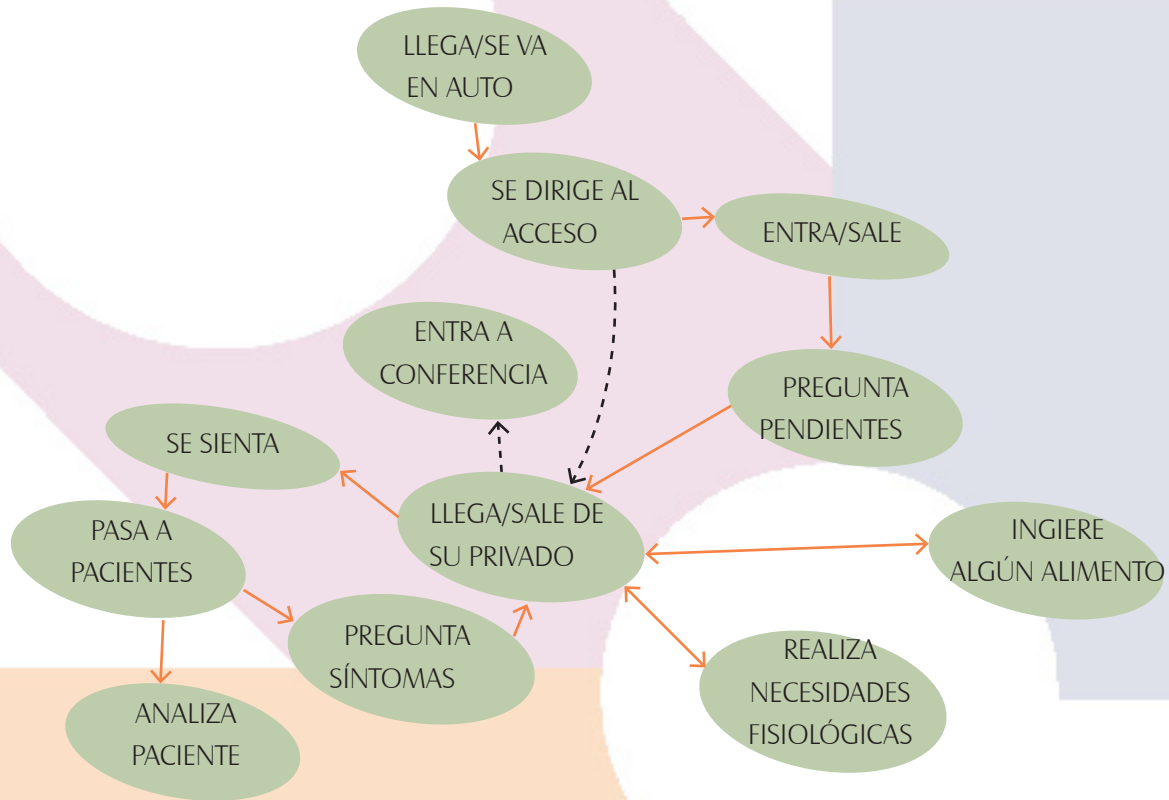 LLEGA/SE VA
EN AUTO
SE DIRIGE AL
ACCESO
ENTRA/SALE
ENTRA A
CONFERENCIA
PREGUNTA
PENDIENTES
SE SIENTA
LLEGA/SALE DE
SU PRIVADO
PASA A
PACIENTES
INGIERE
ALGÚN ALIMENTO
PREGUNTA
SÍNTOMAS
REALIZA
NECESIDADES
FISIOLÓGICAS
ANALIZA
PACIENTE